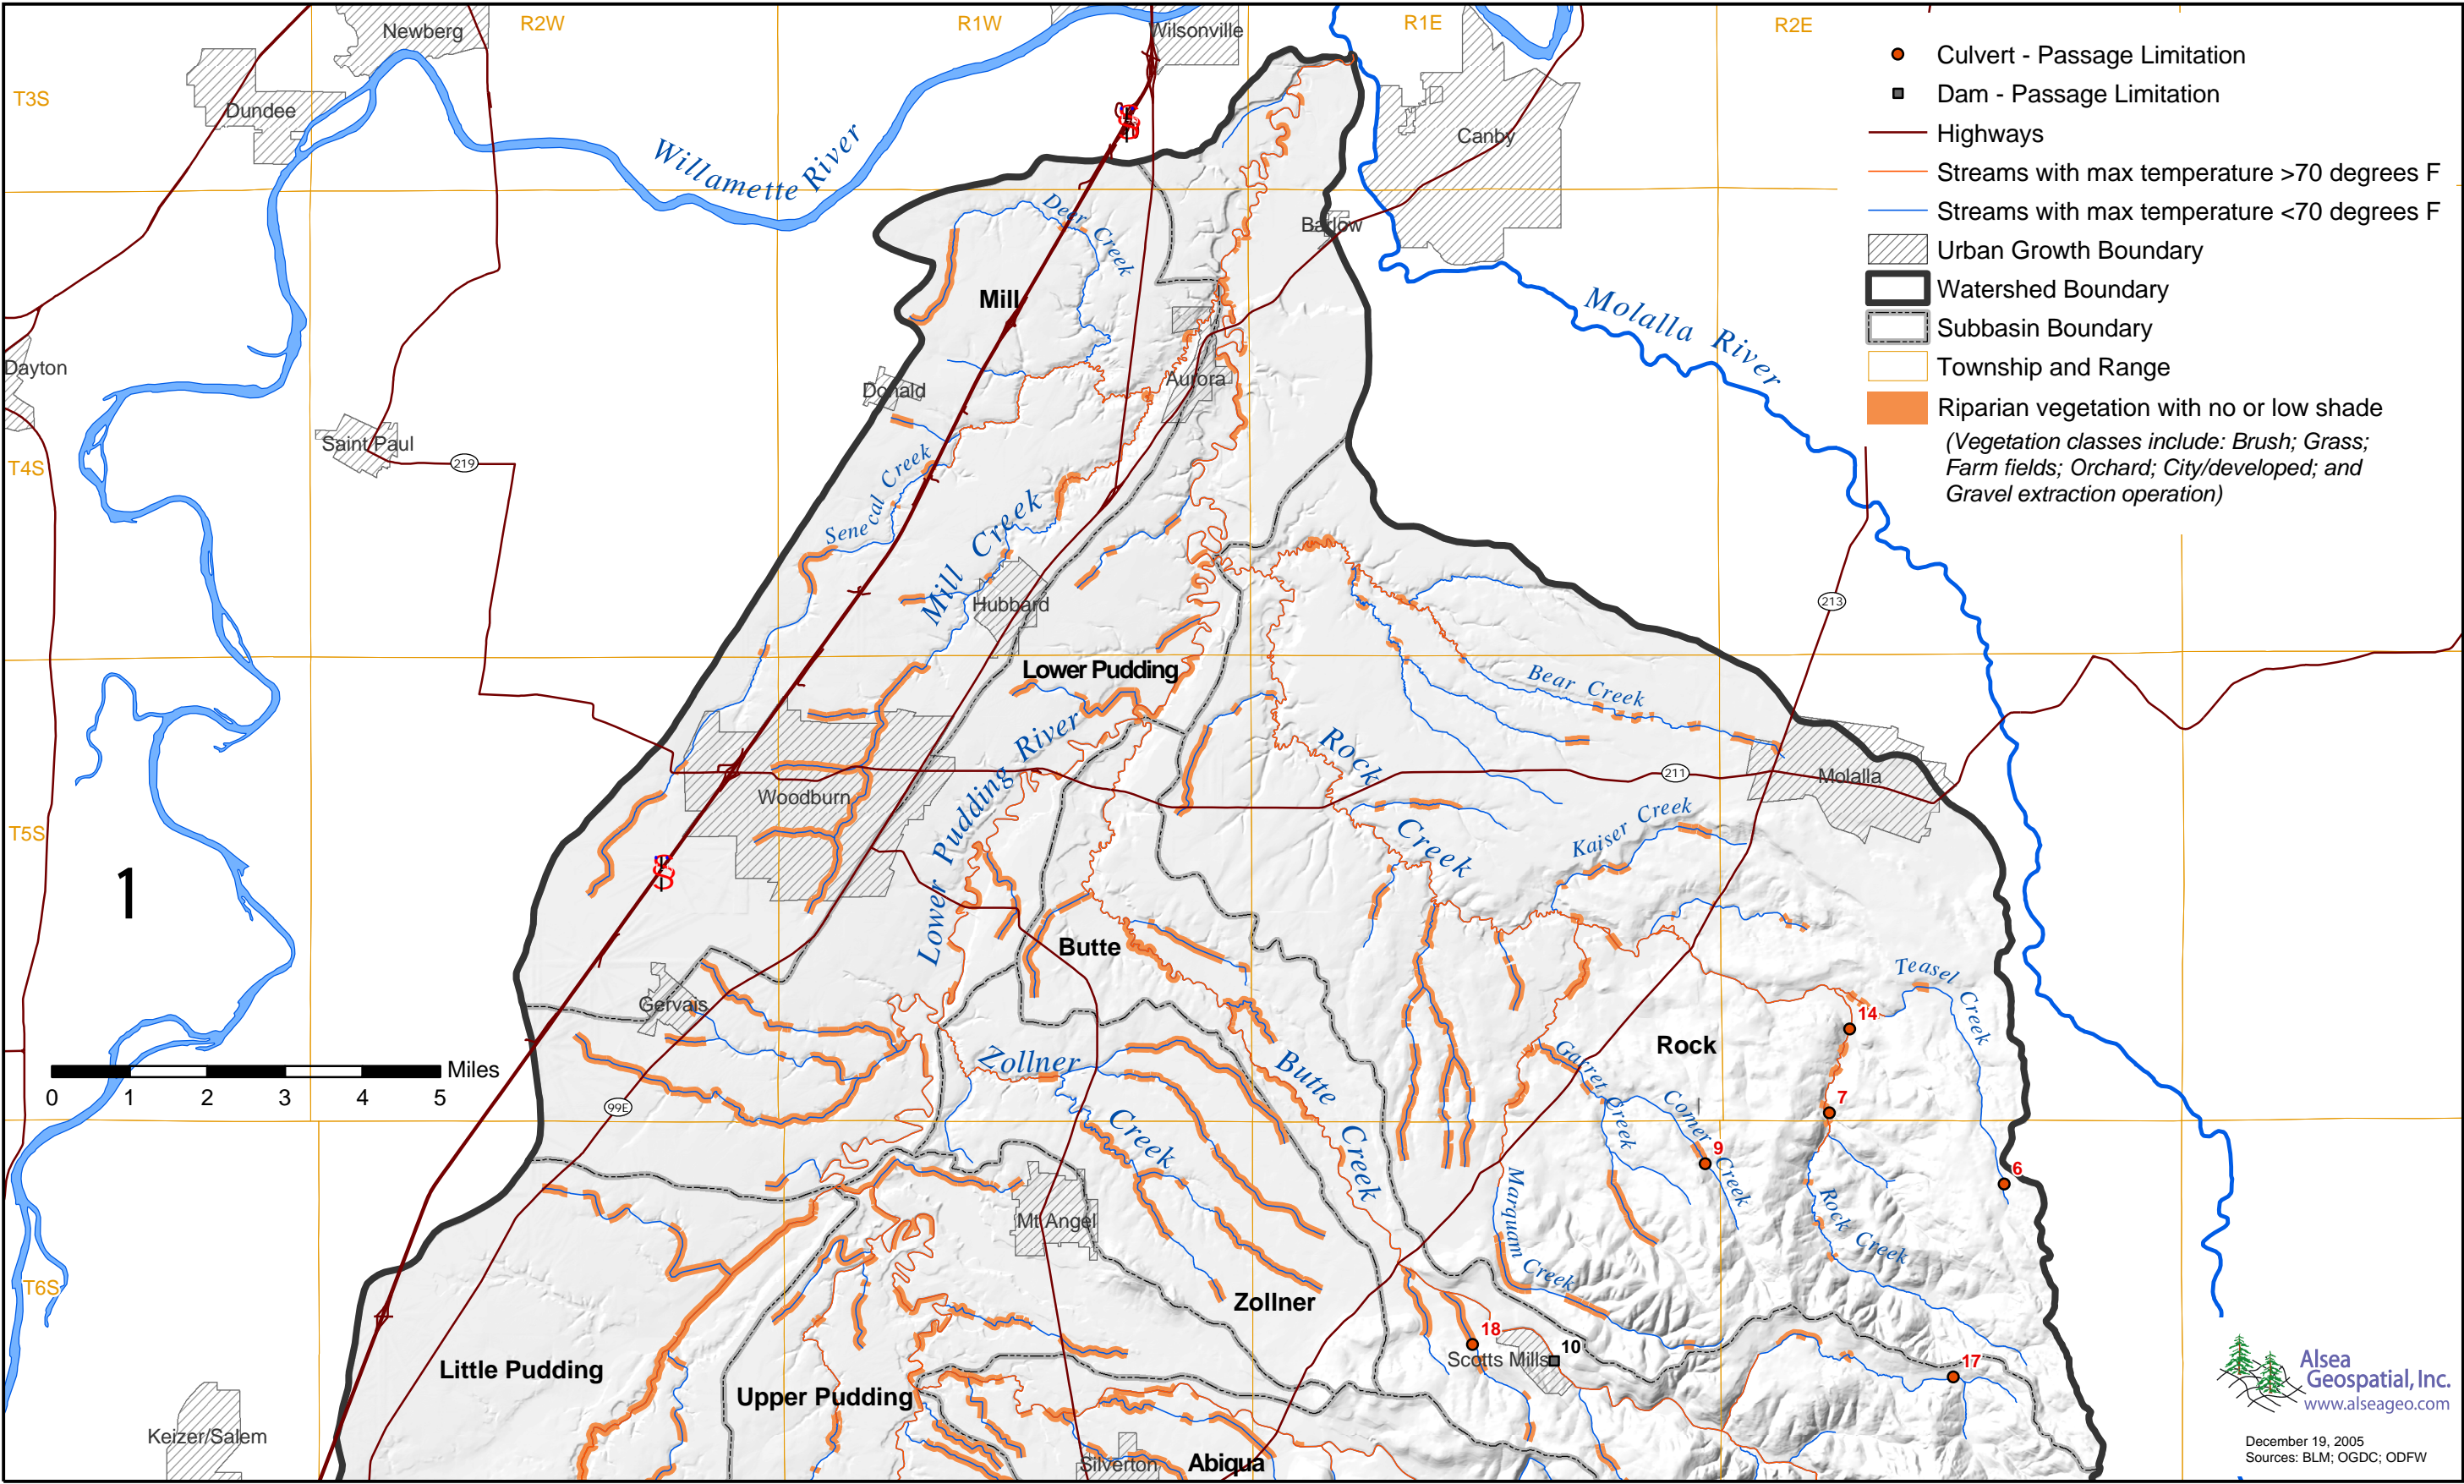 Newberg
R2W
R1W
Wilsonville
R1E
R2E
T3S
Dundee
Willamette River
Canby
Barlow
Culvert - Passage Limitation
Dam - Passage Limitation
Highways
Streams with max temperature >70 degrees F
Streams with max temperature <70 degrees F
Urban Growth Boundary
Watershed Boundary
Subbasin Boundary
Township and Range
Riparian vegetation with no or low shade
(Vegetation classes include: Brush; Grass;
Farm fields; Orchard; City/developed; and
Gravel extraction operation)
Deer Creek
Mill
Molalla River
Dayton
Donald
Aurora
Saint Paul
219
T4S
Senecal Creek
Mill Creek
Hubbard
213
Lower Pudding
Bear Creek
Lower Pudding River
Rock Creek
211
Molalla
Woodburn
T5S
Kaiser Creek
1
Butte
Gervais
Teasel Creek
14
Rock
Zollner Creek
Butte Creek
Garret Creek
Comer Creek
7
9
6
Miles
0 1 2 3 4 5
99E
Marquam Creek
Rock Creek
Mt Angel
T6S
Zollner
18
10
Scotts Mills
17
Little Pudding
Upper Pudding
Keizer/Salem
Silverton
Abiqua
Alsea
Geospatial, Inc.
www.alseageo.com
December 19, 2005
Sources: BLM; OGDC; ODFW